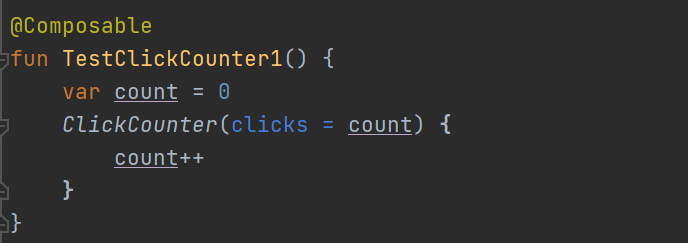 @Composable
fun TestClickCounter1() {
    var count = 0
    ClickCounter(clicks = count) {
        count++
    }
}